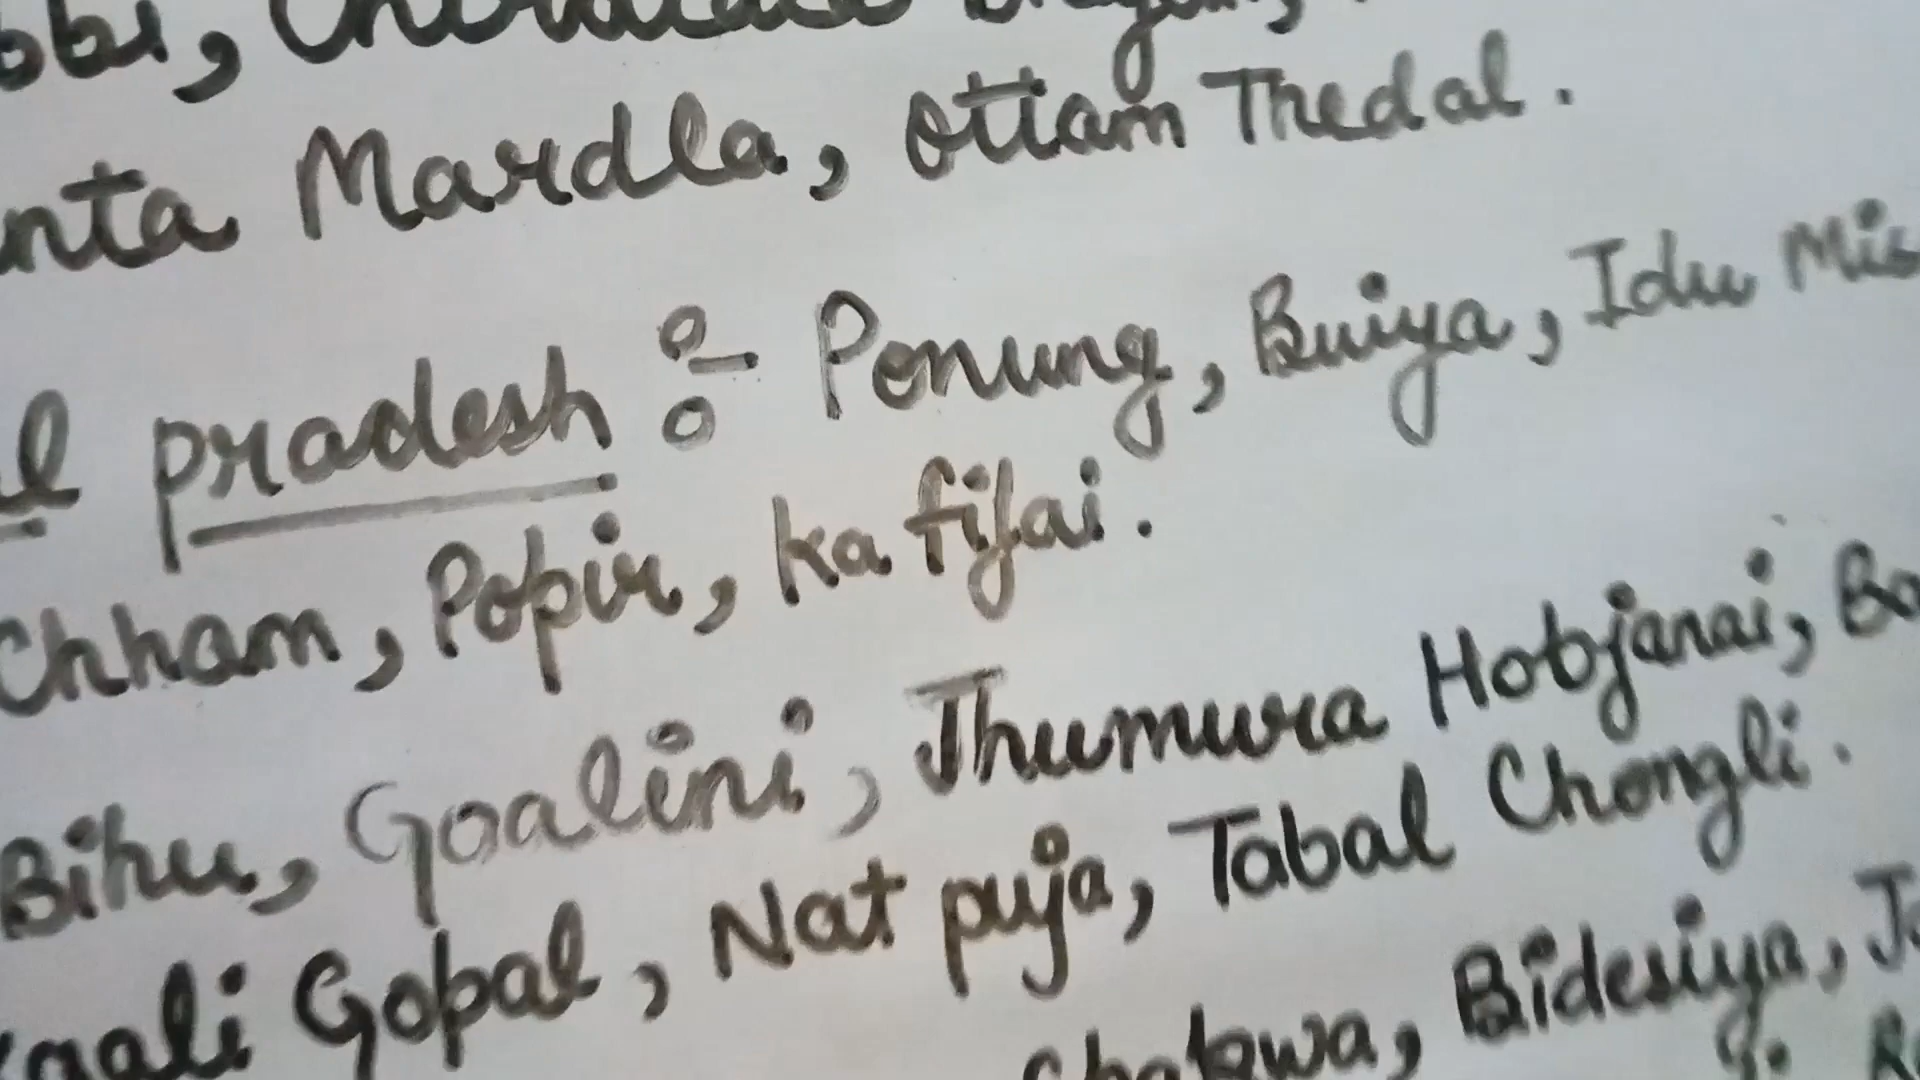 Mardla, Ottam Thedal.
pradesh :- Ponung, Buiya, Idu
Chham, Popir, ka fifai.
Bihu, Goalini, Jhumura Hobjanai,
Gopal, Nat puja, Tabal Chongli.
Bidesiya,